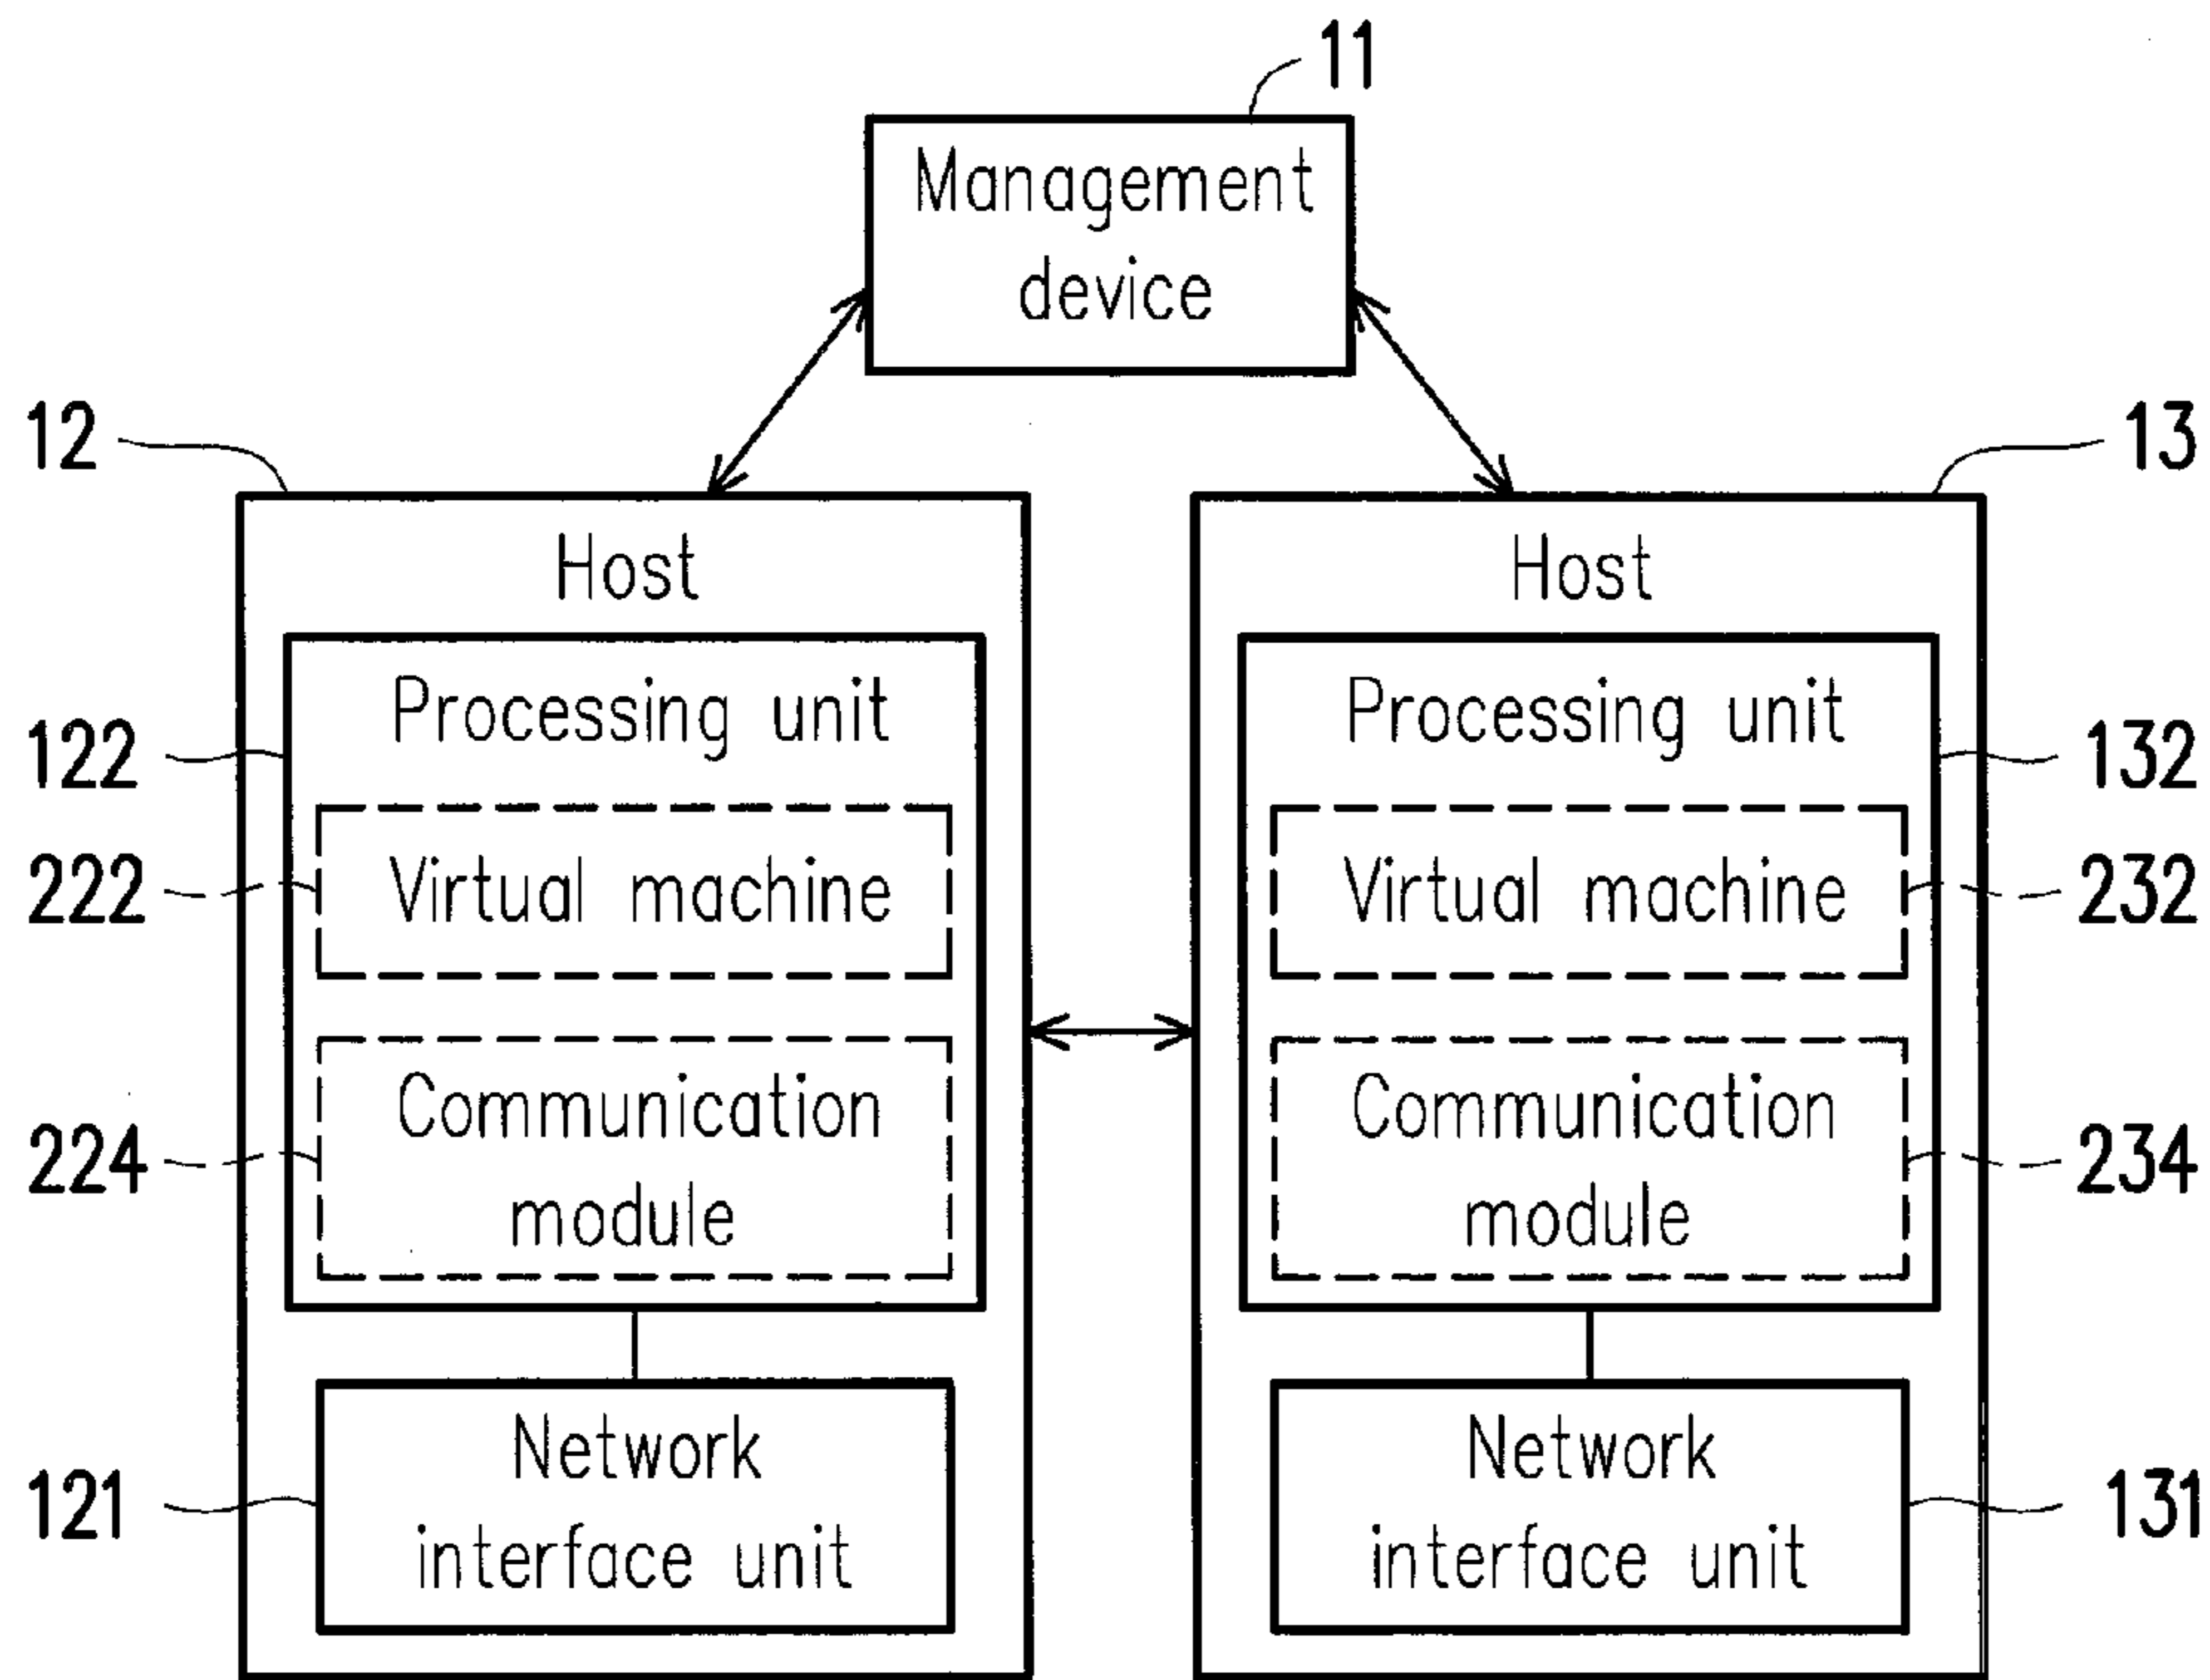 11
Management
device
12
13
Host
Host
Processing unit
Processing unit
122
132
Virtual machine
Virtual machine
222
232
Communication
module
Communication
module
224
234
Network
interface unit
Network
interface unit
121
131